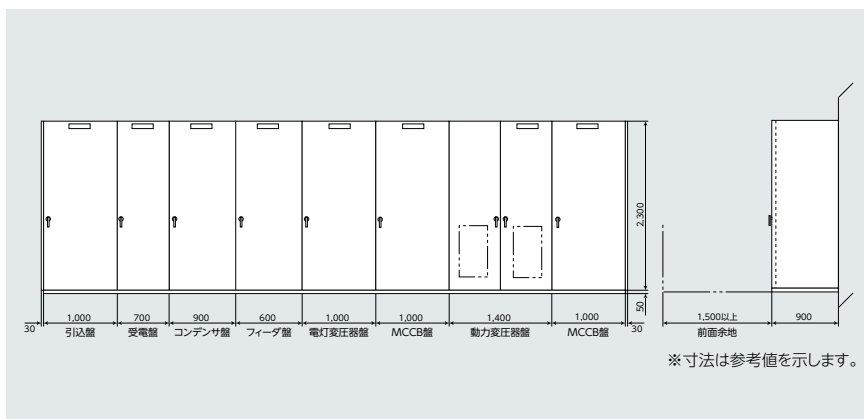 2,300
50
30
1,000
700
900
600
1,000
1,000
1,400
1,000
30
1,500以上
900
引込盤
受電盤
コンデンサ盤
フィーダ盤
電灯変圧器盤
MCCB盤
動力変圧器盤
MCCB盤
前面余地
※寸法は参考値を示します。